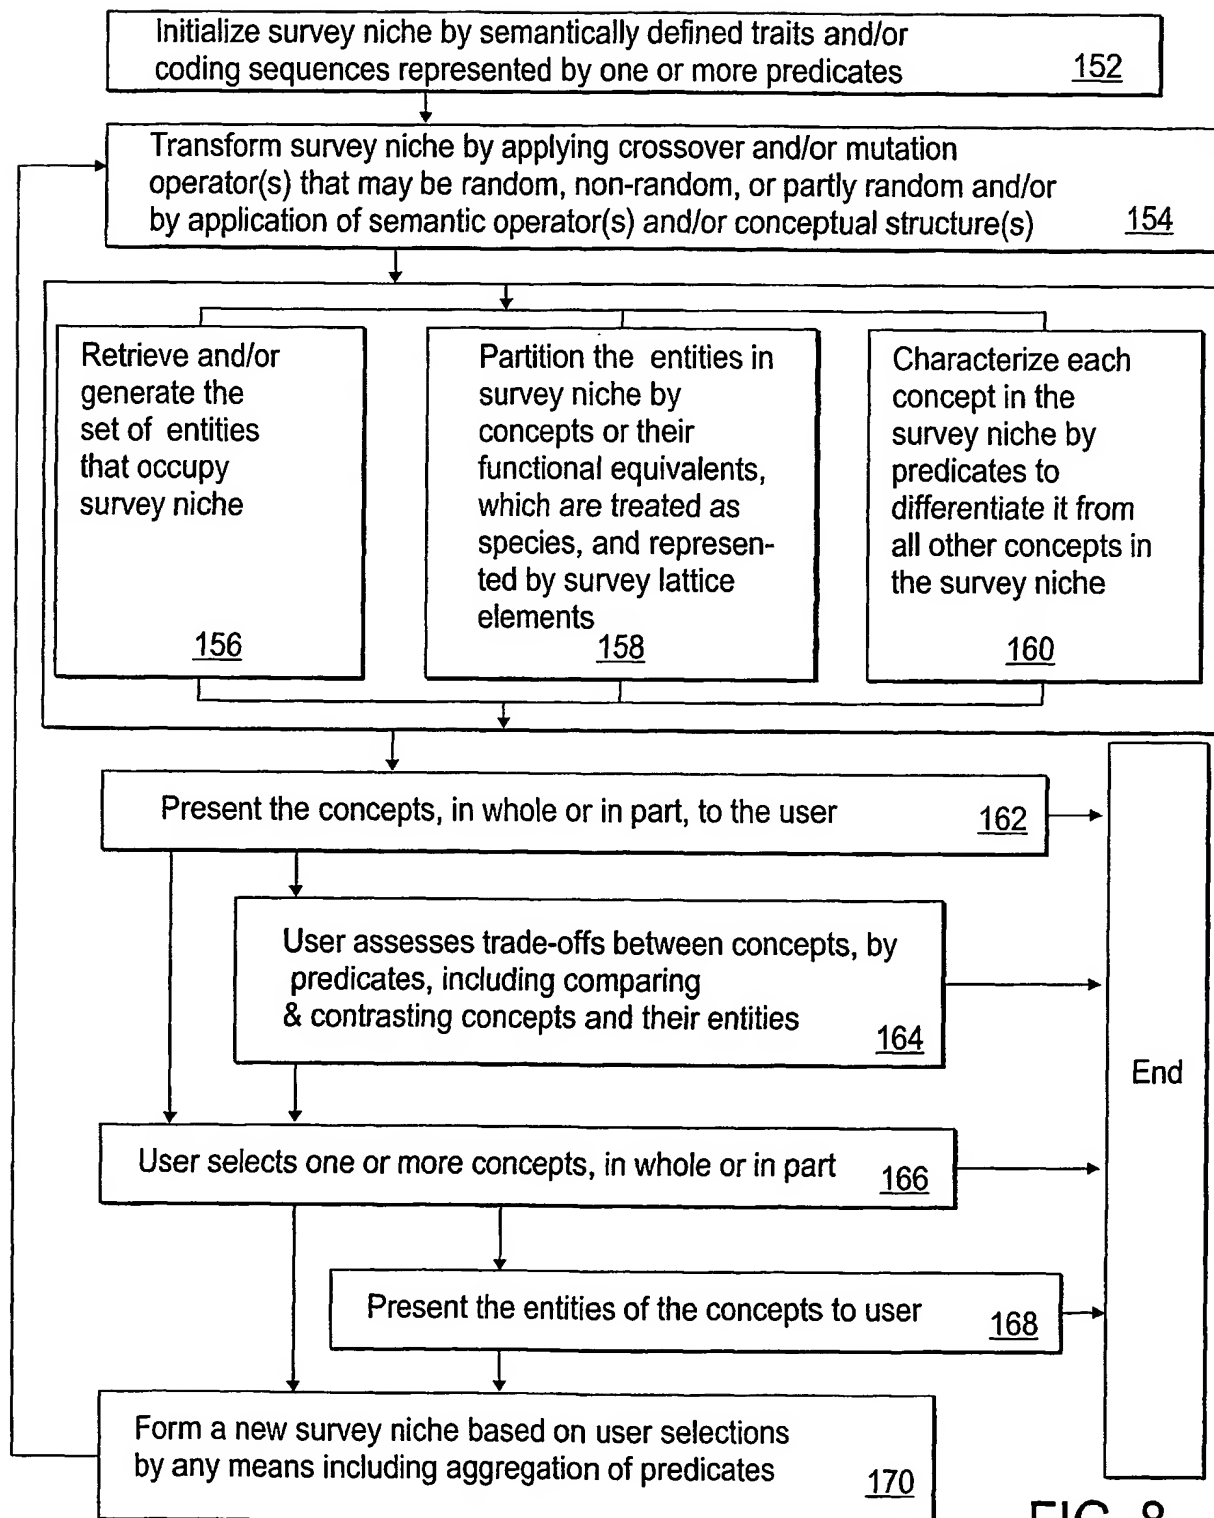 Initialize survey niche by semantically defined traits and/or
coding sequences represented by one or more predicates
152
Transform survey niche by applying crossover and/or mutation
operator(s) that may be random, non-random, or partly random and/or
by application of semantic operator(s) and/or conceptual structure(s)
154
Retrieve and/or
generate the
set of entities
that occupy
survey niche
156
Partition the entities in
survey niche by
concepts or their
functional equivalents,
which are treated as
species, and represen-
ted by survey lattice
elements
158
Characterize each
concept in the
survey niche by
predicates to
differentiate it from
all other concepts in
the survey niche
160
Present the concepts, in whole or in part, to the user
162
User assesses trade-offs between concepts, by
predicates, including comparing
& contrasting concepts and their entities
164
End
User selects one or more concepts, in whole or in part
166
Present the entities of the concepts to user
168
Form a new survey niche based on user selections
by any means including aggregation of predicates
170
FIG. 8